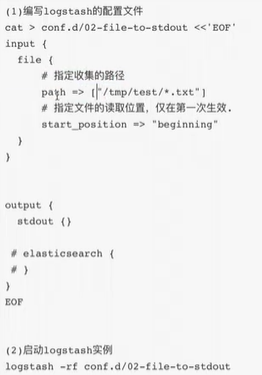 (1)编写logstash的配置文件
cat > conf.d/02-file-to-stdout <<'EOF'
input {
  file {
      # 指定收集的路径
      path => ["/tmp/test/*.txt"]
      # 指定文件的读取位置，仅在第一次生效.
      start_position => "beginning"
  }
}
output {
  stdout {}
 # elasticsearch {
 # }
}
EOF
(2)启动logstash实例
logstash -rf conf.d/02-file-to-stdout